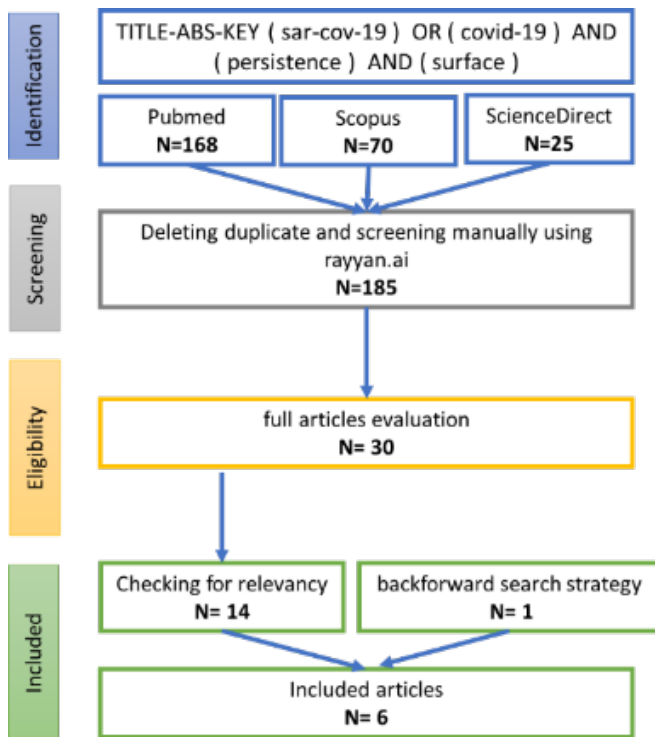 Identification
TITLE-ABS-KEY ( sar-cov-19 ) OR ( covid-19 ) AND
( persistence ) AND ( surface )
Pubmed
N=168
Scopus
N=70
ScienceDirect
N=25
Screening
Deleting duplicate and screening manually using
rayyan.ai
N=185
Eligibility
full articles evaluation
N= 30
Included
Checking for relevancy
N= 14
backforward search strategy
N= 1
Included articles
N= 6